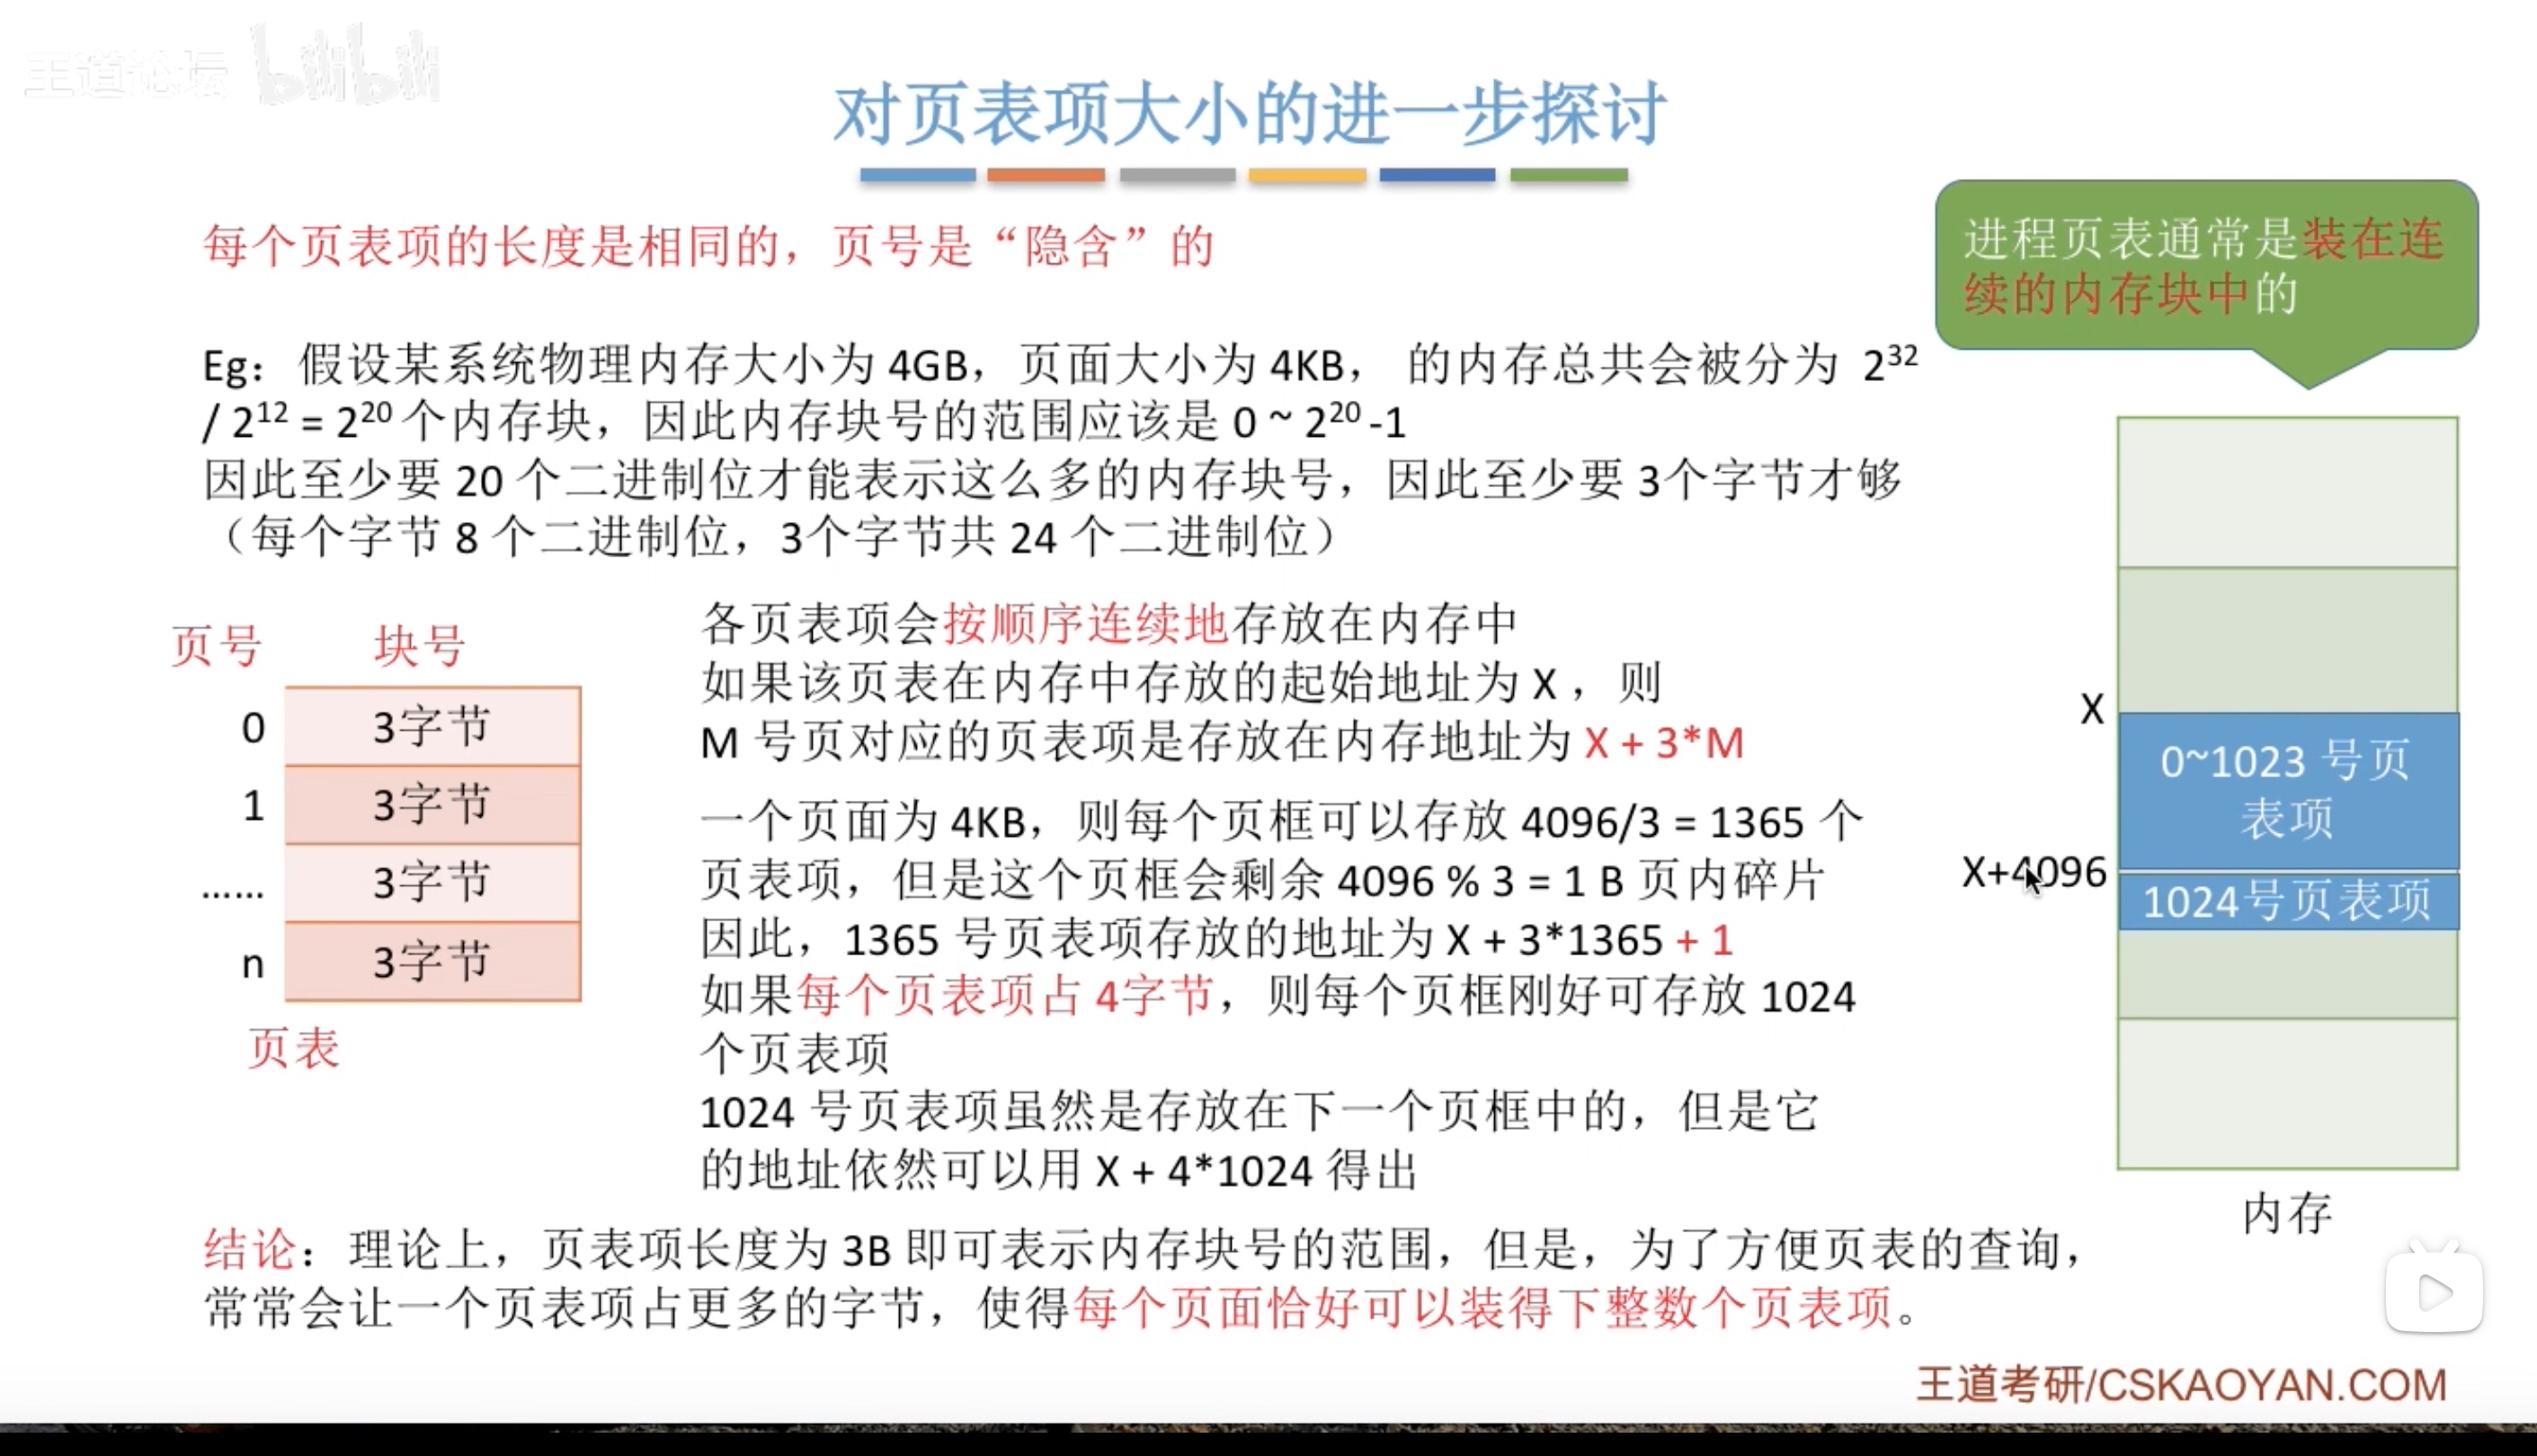 王道论坛 bilibili
对页表项大小的进一步探讨
每个页表项的长度是相同的，页号是“隐含”的
进程页表通常是装在连
续的内存块中的
Eg：假设某系统物理内存大小为 4GB，页面大小为 4KB， 的内存总共会被分为 2³²
/ 2¹² = 2²⁰ 个内存块，因此内存块号的范围应该是 0 ~ 2²⁰ -1
因此至少要 20 个二进制位才能表示这么多的内存块号，因此至少要 3个字节才够
（每个字节 8 个二进制位，3个字节共 24 个二进制位）
页号 块号
0 3字节
1 3字节
…… 3字节
n 3字节
页表
各页表项会按顺序连续地存放在内存中
如果该页表在内存中存放的起始地址为 X ，则
M 号页对应的页表项是存放在内存地址为 X + 3*M
一个页面为 4KB，则每个页框可以存放 4096/3 = 1365 个
页表项，但是这个页框会剩余 4096 % 3 = 1 B 页内碎片
因此，1365 号页表项存放的地址为 X + 3*1365 + 1
如果每个页表项占 4字节，则每个页框刚好可存放 1024
个页表项
1024 号页表项虽然是存放在下一个页框中的，但是它
的地址依然可以用 X + 4*1024 得出
X
0~1023 号页
表项
X+4096
1024号页表项
内存
结论：理论上，页表项长度为 3B 即可表示内存块号的范围，但是，为了方便页表的查询，
常常会让一个页表项占更多的字节，使得每个页面恰好可以装得下整数个页表项。
王道考研/CSKAOYAN.COM